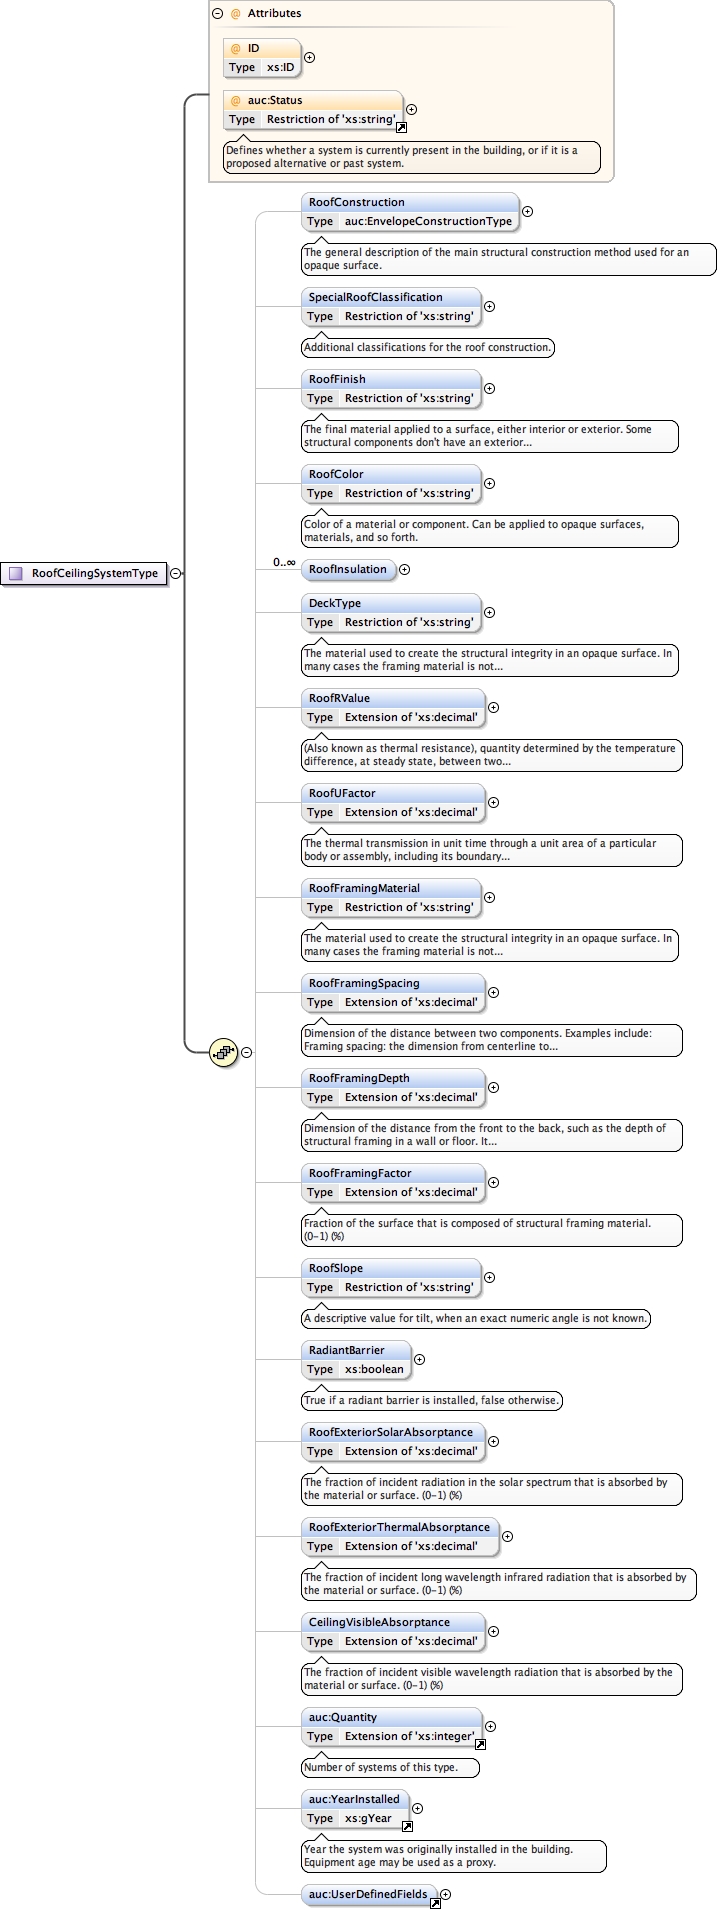 @ Attributes
@ ID
Type xs:ID
@ auc:Status
Type Restriction of 'xs:string'
Defines whether a system is currently present in the building, or if it is a
proposed alternative or past system.
RoofConstruction
Type auc:EnvelopeConstructionType
The general description of the main structural construction method used for an
opaque surface.
SpecialRoofClassification
Type Restriction of 'xs:string'
Additional classifications for the roof construction.
RoofFinish
Type Restriction of 'xs:string'
The final material applied to a surface, either interior or exterior. Some
structural components don't have an exterior...
RoofColor
Type Restriction of 'xs:string'
Color of a material or component. Can be applied to opaque surfaces,
materials, and so forth.
0..∞
RoofInsulation
RoofCeilingSystemType
DeckType
Type Restriction of 'xs:string'
The material used to create the structural integrity in an opaque surface. In
many cases the framing material is not...
RoofRValue
Type Extension of 'xs:decimal'
(Also known as thermal resistance), quantity determined by the temperature
difference, at steady state, between two...
RoofUFactor
Type Extension of 'xs:decimal'
The thermal transmission in unit time through a unit area of a particular
body or assembly, including its boundary...
RoofFramingMaterial
Type Restriction of 'xs:string'
The material used to create the structural integrity in an opaque surface. In
many cases the framing material is not...
RoofFramingSpacing
Type Extension of 'xs:decimal'
Dimension of the distance between two components. Examples include:
Framing spacing: the dimension from centerline to...
RoofFramingDepth
Type Extension of 'xs:decimal'
Dimension of the distance from the front to the back, such as the depth of
structural framing in a wall or floor. It...
RoofFramingFactor
Type Extension of 'xs:decimal'
Fraction of the surface that is composed of structural framing material.
(0-1) (%)
RoofSlope
Type Restriction of 'xs:string'
A descriptive value for tilt, when an exact numeric angle is not known.
RadiantBarrier
Type xs:boolean
True if a radiant barrier is installed, false otherwise.
RoofExteriorSolarAbsorptance
Type Extension of 'xs:decimal'
The fraction of incident radiation in the solar spectrum that is absorbed by
the material or surface. (0-1) (%)
RoofExteriorThermalAbsorptance
Type Extension of 'xs:decimal'
The fraction of incident long wavelength infrared radiation that is absorbed by
the material or surface. (0-1) (%)
CeilingVisibleAbsorptance
Type Extension of 'xs:decimal'
The fraction of incident visible wavelength radiation that is absorbed by the
material or surface. (0-1) (%)
auc:Quantity
Type Extension of 'xs:integer'
Number of systems of this type.
auc:YearInstalled
Type xs:gYear
Year the system was originally installed in the building.
Equipment age may be used as a proxy.
auc:UserDefinedFields